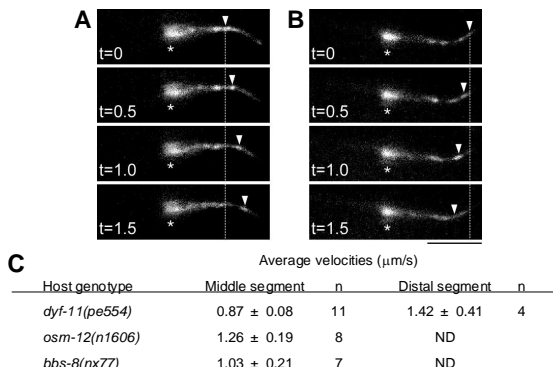 A
B
t=0
t=0
*
*
t=0.5
t=0.5
*
*
t=1.0
t=1.0
*
*
t=1.5
t=1.5
*
*
C
Average velocities (μm/s)
Host genotype Middle segment n Distal segment n
dyf-11(pe554) 0.87 ± 0.08 11 1.42 ± 0.41 4
osm-12(n1606) 1.26 ± 0.19 8 ND
bbs-8(nx77) 1.03 ± 0.21 7 ND